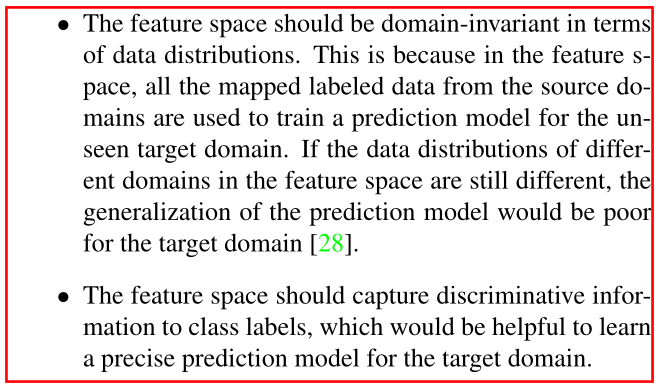 • The feature space should be domain-invariant in terms
of data distributions. This is because in the feature s-
pace, all the mapped labeled data from the source do-
mains are used to train a prediction model for the un-
seen target domain. If the data distributions of differ-
ent domains in the feature space are still different, the
generalization of the prediction model would be poor
for the target domain [28].
• The feature space should capture discriminative infor-
mation to class labels, which would be helpful to learn
a precise prediction model for the target domain.